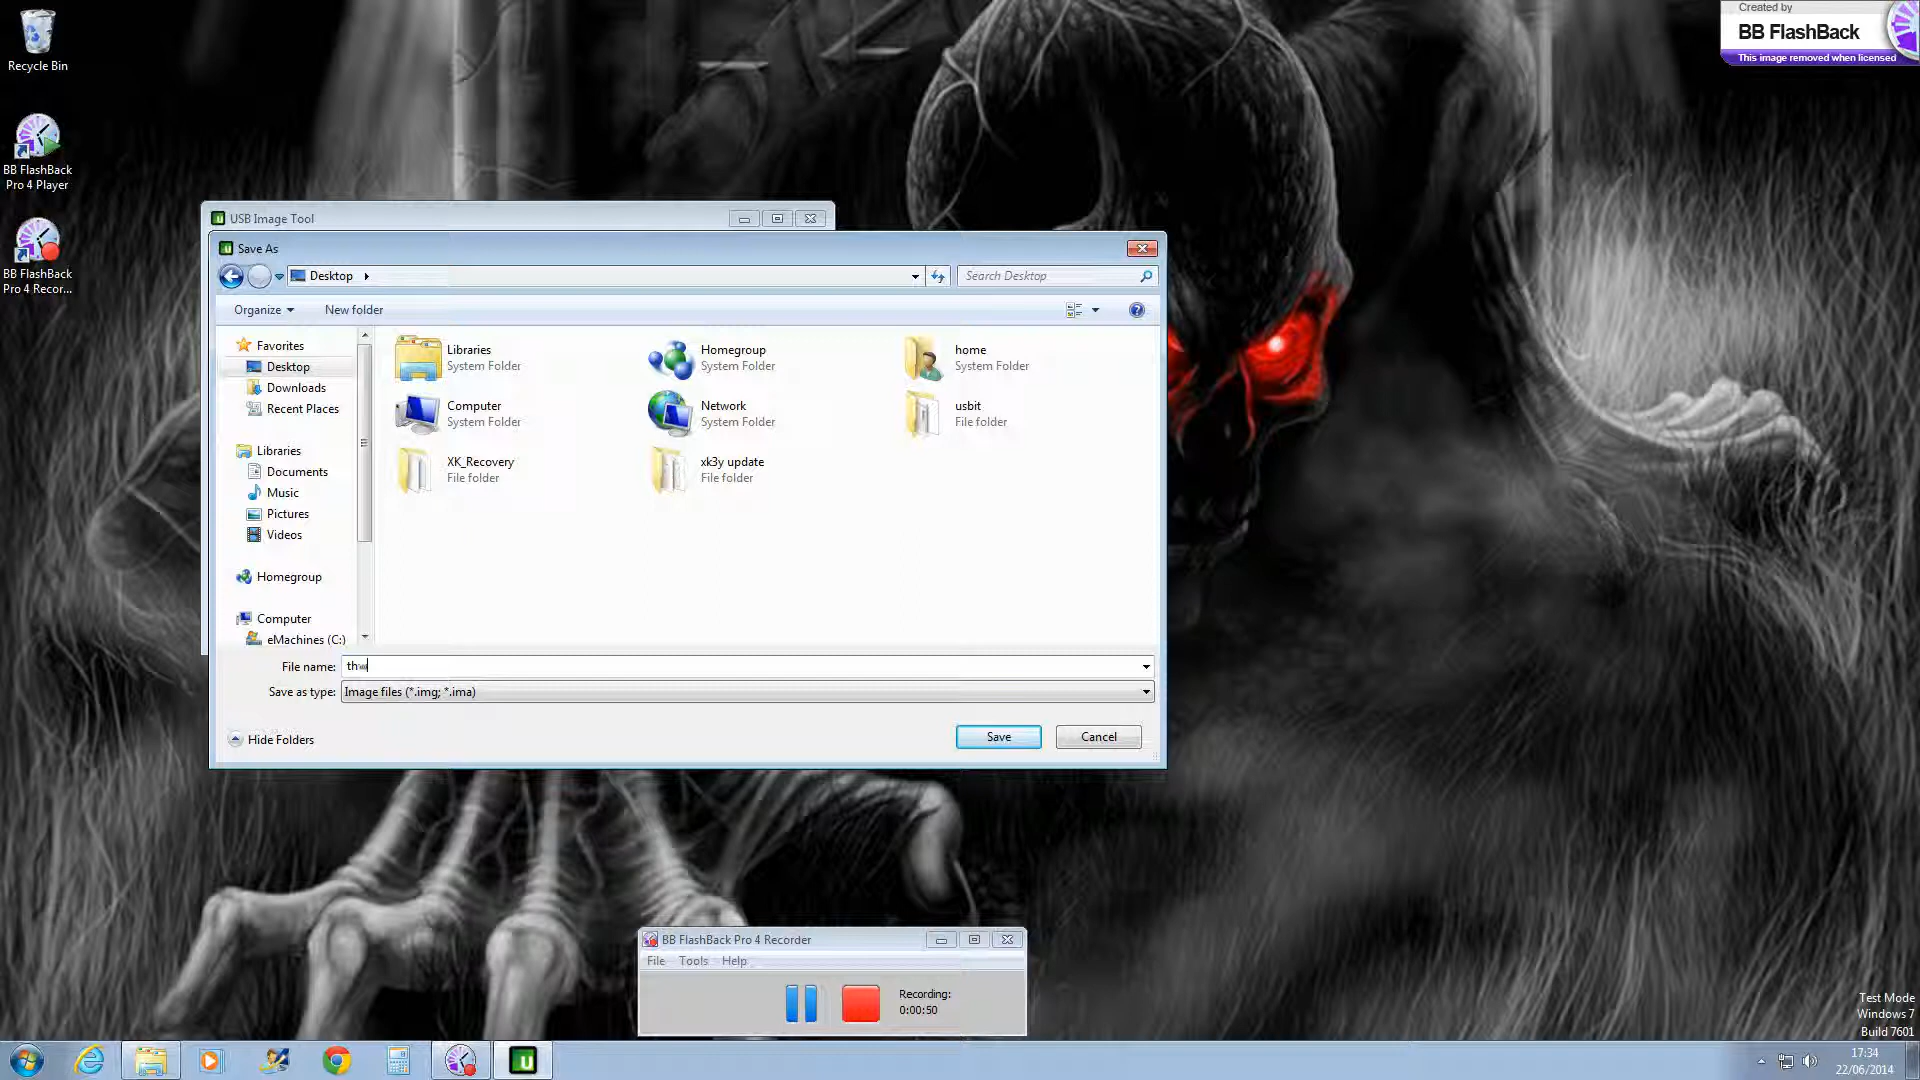 Recycle Bin
BB FlashBack
Pro 4 Player
BB FlashBack
Pro 4 Recor...
Created by
BB FlashBack
This image removed when licensed
USB Image Tool
Save As
Desktop
Search Desktop
Organize
New folder
Favorites
Desktop
Downloads
Recent Places
Libraries
Documents
Music
Pictures
Videos
Homegroup
Computer
eMachines (C:)
Libraries
System Folder
Homegroup
System Folder
home
System Folder
Computer
System Folder
Network
System Folder
usbit
File folder
XK_Recovery
File folder
xk3y update
File folder
File name:
Save as type: Image files (*.img; *.ima)
Hide Folders
Save
Cancel
BB FlashBack Pro 4 Recorder
File Tools Help
Recording:
0:00:50
Test Mode
Windows 7
Build 7601
17:34
22/06/2014